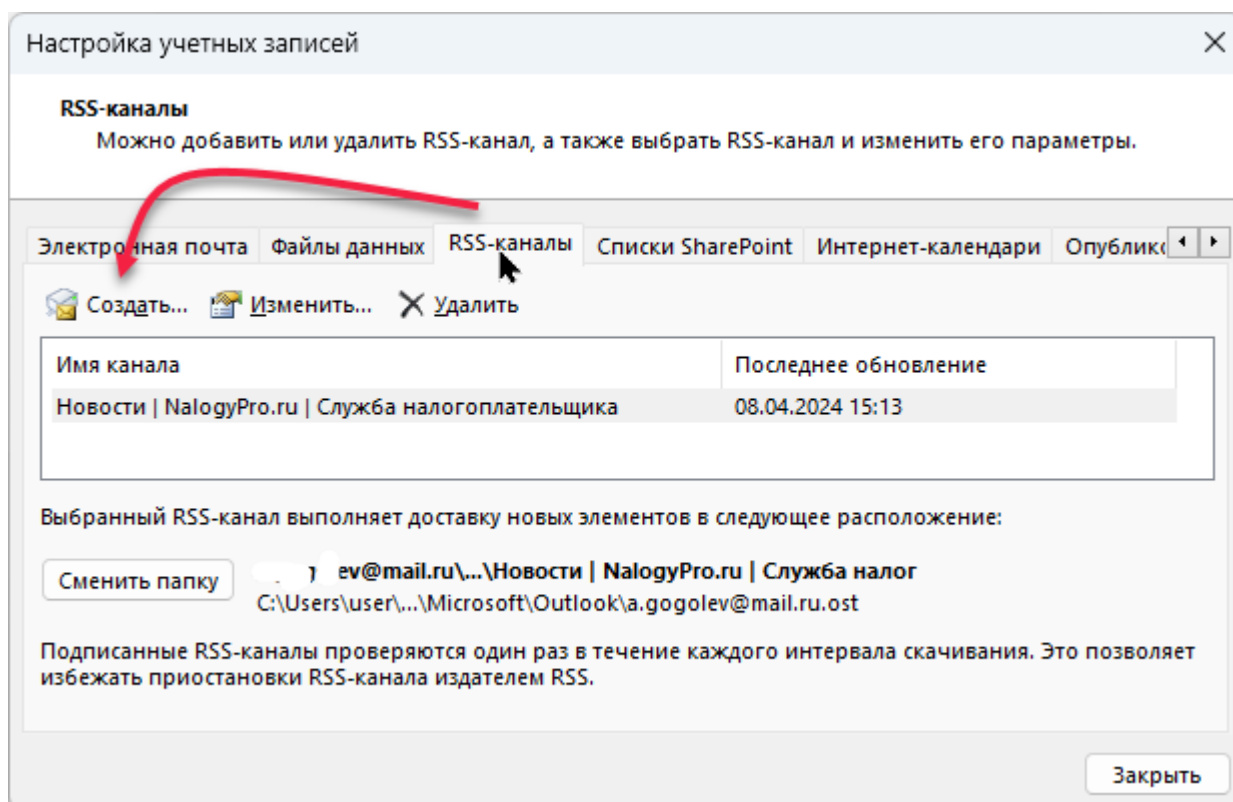 Настройка учетных записей
RSS-каналы
Можно добавить или удалить RSS-канал, а также выбрать RSS-канал и изменить его параметры.
Электронная почта Файлы данных RSS-каналы Списки SharePoint Интернет-календари Опублико
Создать... Изменить... Удалить
Имя канала Последнее обновление
Новости | NalogyPro.ru | Служба налогоплательщика 08.04.2024 15:13
Выбранный RSS-канал выполняет доставку новых элементов в следующее расположение:
Сменить папку ev@mail.ru\...\Новости | NalogyPro.ru | Служба налог
C:\Users\user\...\Microsoft\Outlook\a.gogolev@mail.ru.ost
Подписанные RSS-каналы проверяются один раз в течение каждого интервала скачивания. Это позволяет
избежать приостановки RSS-канала издателем RSS.
Закрыть